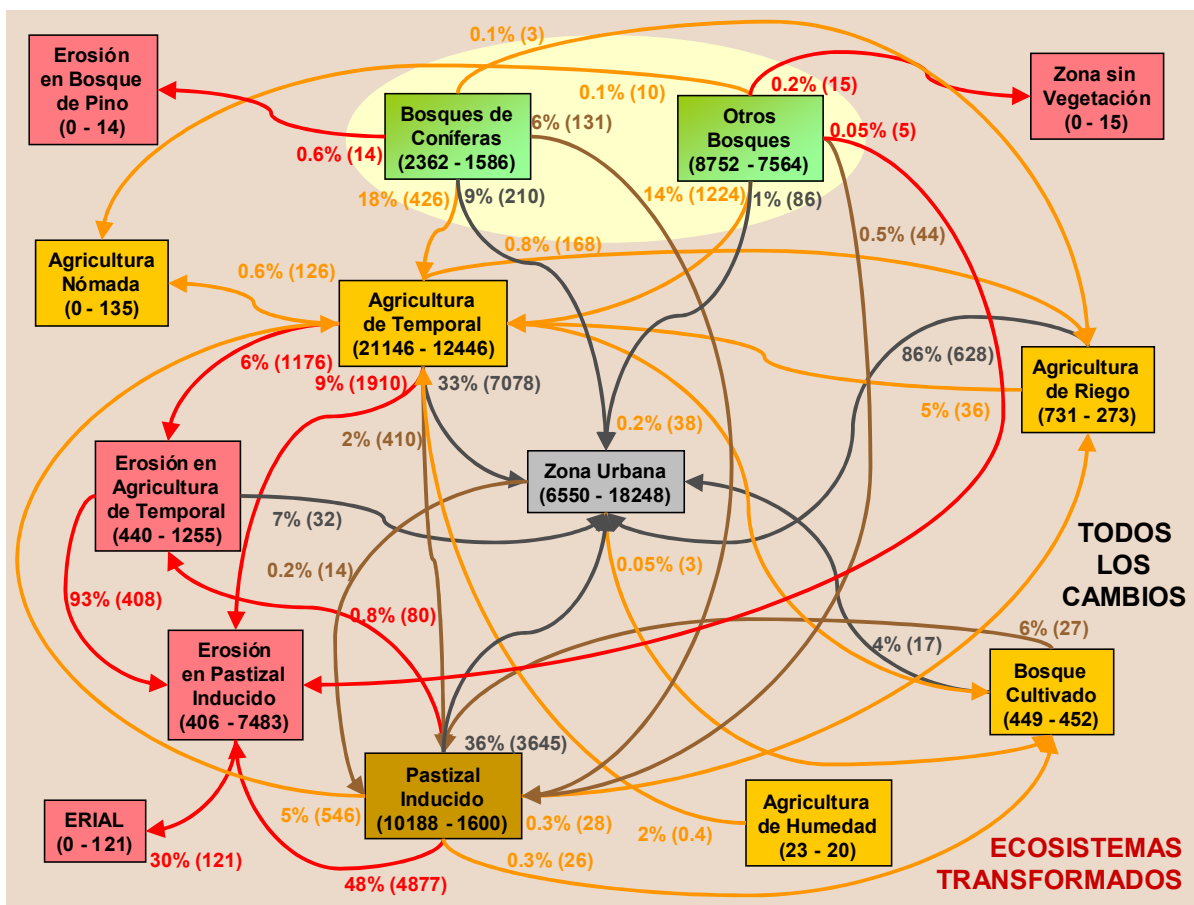 0.1% (3)
Erosión
en Bosque
de Pino
(0 - 14)
0.1% (10)
0.2% (15)
Zona sin
Vegetación
(0 - 15)
Bosques de
Coníferas
(2362 - 1586)
6% (131)
Otros
Bosques
(8752 - 7564)
0.05% (5)
0.6% (14)
18% (426)
9% (210)
14% (1224)
1% (86)
0.5% (44)
0.8% (168)
Agricultura
Nómada
(0 - 135)
0.6% (126)
Agricultura
de Temporal
(21146 - 12446)
86% (628)
Agricultura
de Riego
(731 - 273)
6% (1176)
9% (1910)
33% (7078)
5% (36)
2% (410)
0.2% (38)
Erosión en
Agricultura
de Temporal
(440 - 1255)
Zona Urbana
(6550 - 18248)
7% (32)
TODOS
LOS
CAMBIOS
0.2% (14)
0.05% (3)
93% (408)
0.8% (80)
6% (27)
4% (17)
Erosión
en Pastizal
Inducido
(406 - 7483)
Bosque
Cultivado
(449 - 452)
36% (3645)
Pastizal
Inducido
(10188 - 1600)
5% (546)
0.3% (28)
2% (0.4)
Agricultura
de Humedad
(23 - 20)
ERIAL
(0 - 121)
30% (121)
0.3% (26)
48% (4877)
ECOSISTEMAS
TRANSFORMADOS